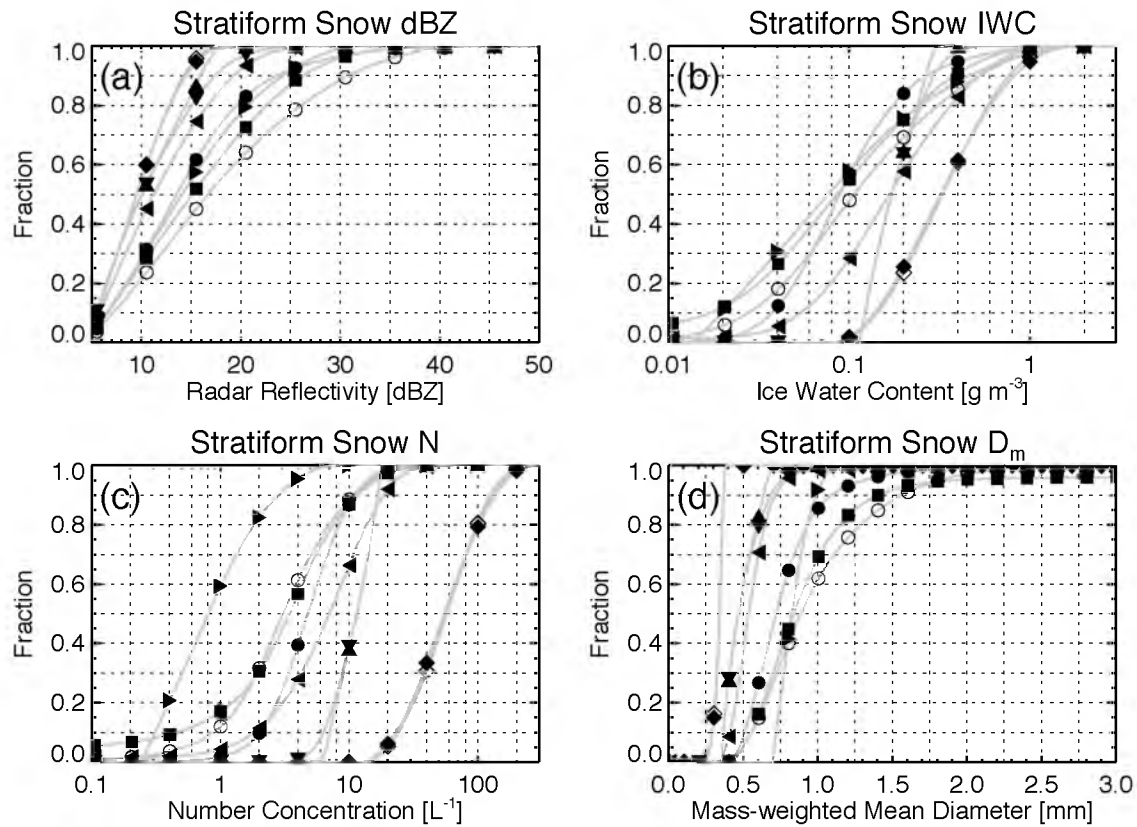 Stratiform Snow dBZ
(a)
Fraction
1.0
0.8
0.6
0.4
0.2
0.0
10 20 30 40 50
Radar Reflectivity [dBZ]
Stratiform Snow IWC
(b)
Fraction
1.0
0.8
0.6
0.4
0.2
0.0
0.01 0.1 1
Ice Water Content [g m-3]
Stratiform Snow N
(c)
Fraction
1.0
0.8
0.6
0.4
0.2
0.0
0.1 1 10 100
Number Concentration [L-1]
Stratiform Snow Dm
(d)
Fraction
1.0
0.8
0.6
0.4
0.2
0.0
0.0 0.5 1.0 1.5 2.0 2.5 3.0
Mass-weighted Mean Diameter [mm]